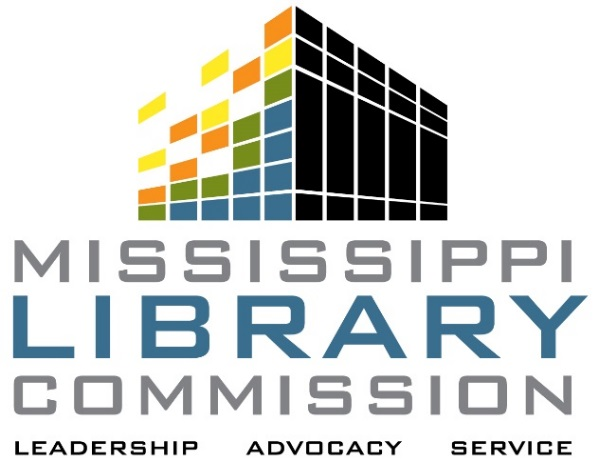 MISSISSIPPI
LIBRARY
COMMISSION
LEADERSHIP ADVOCACY SERVICE